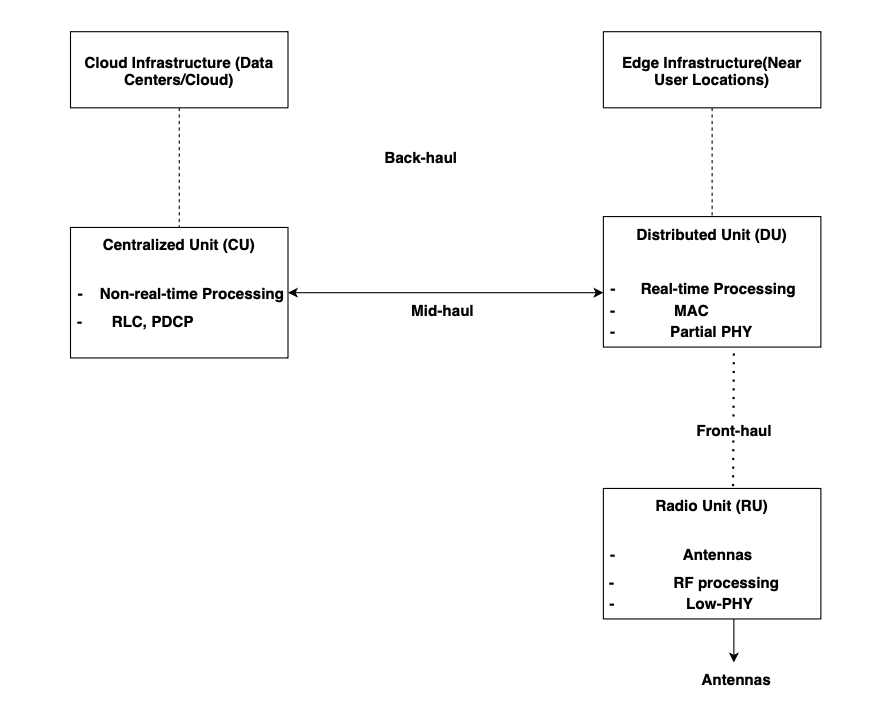 Cloud Infrastructure (Data
Centers/Cloud)
Edge Infrastructure(Near
User Locations)
Back-haul
Centralized Unit (CU)
- Non-real-time Processing
- RLC, PDCP
Mid-haul
Distributed Unit (DU)
- Real-time Processing
- MAC
- Partial PHY
Front-haul
Radio Unit (RU)
- Antennas
- RF processing
- Low-PHY
Antennas